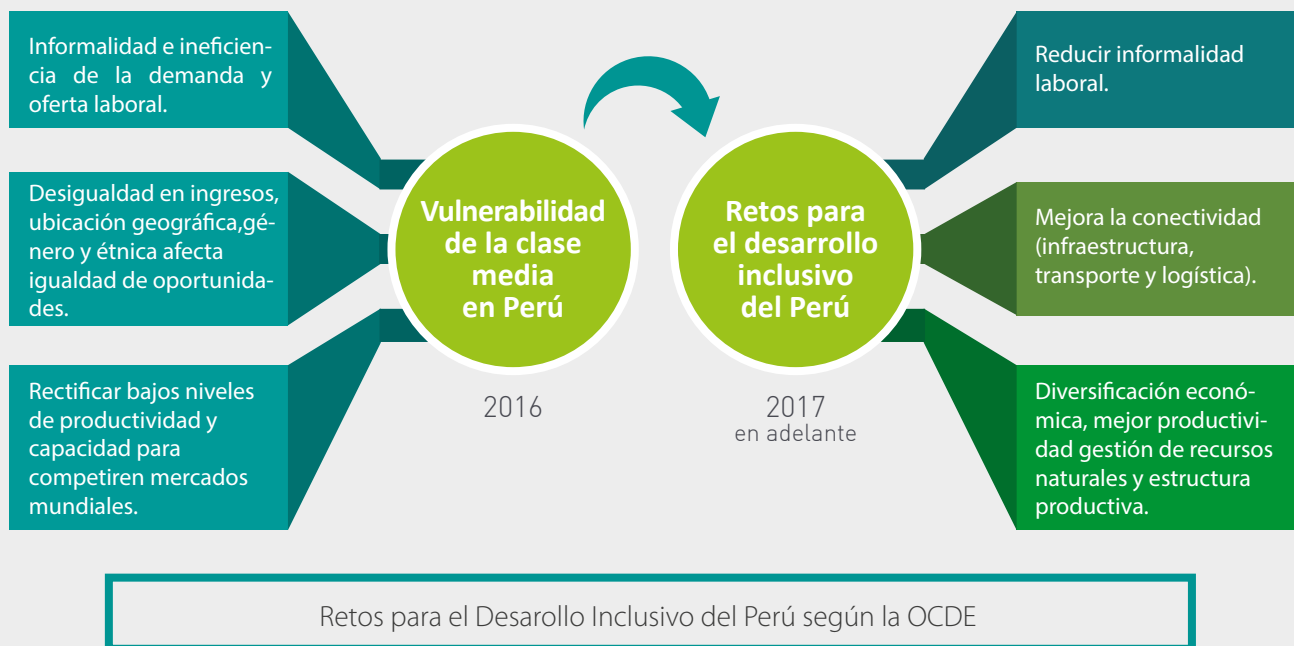 Informalidad e ineficien-
cia de la demanda y
oferta laboral.
Desigualdad en ingresos,
ubicación geográfica,gé-
nero y étnica afecta
igualdad de oportunida-
des.
Rectificar bajos niveles
de productividad y
capacidad para
competiren mercados
mundiales.
Vulnerabilidad
de la clase
media
en Perú
2016
Retos para
el desarrollo
inclusivo
del Perú
2017
en adelante
Reducir informalidad
laboral.
Mejora la conectividad
(infraestructura,
transporte y logística).
Diversificación econó-
mica, mejor productivi-
dad gestión de recursos
naturales y estructura
productiva.
Retos para el Desarollo Inclusivo del Perú según la OCDE